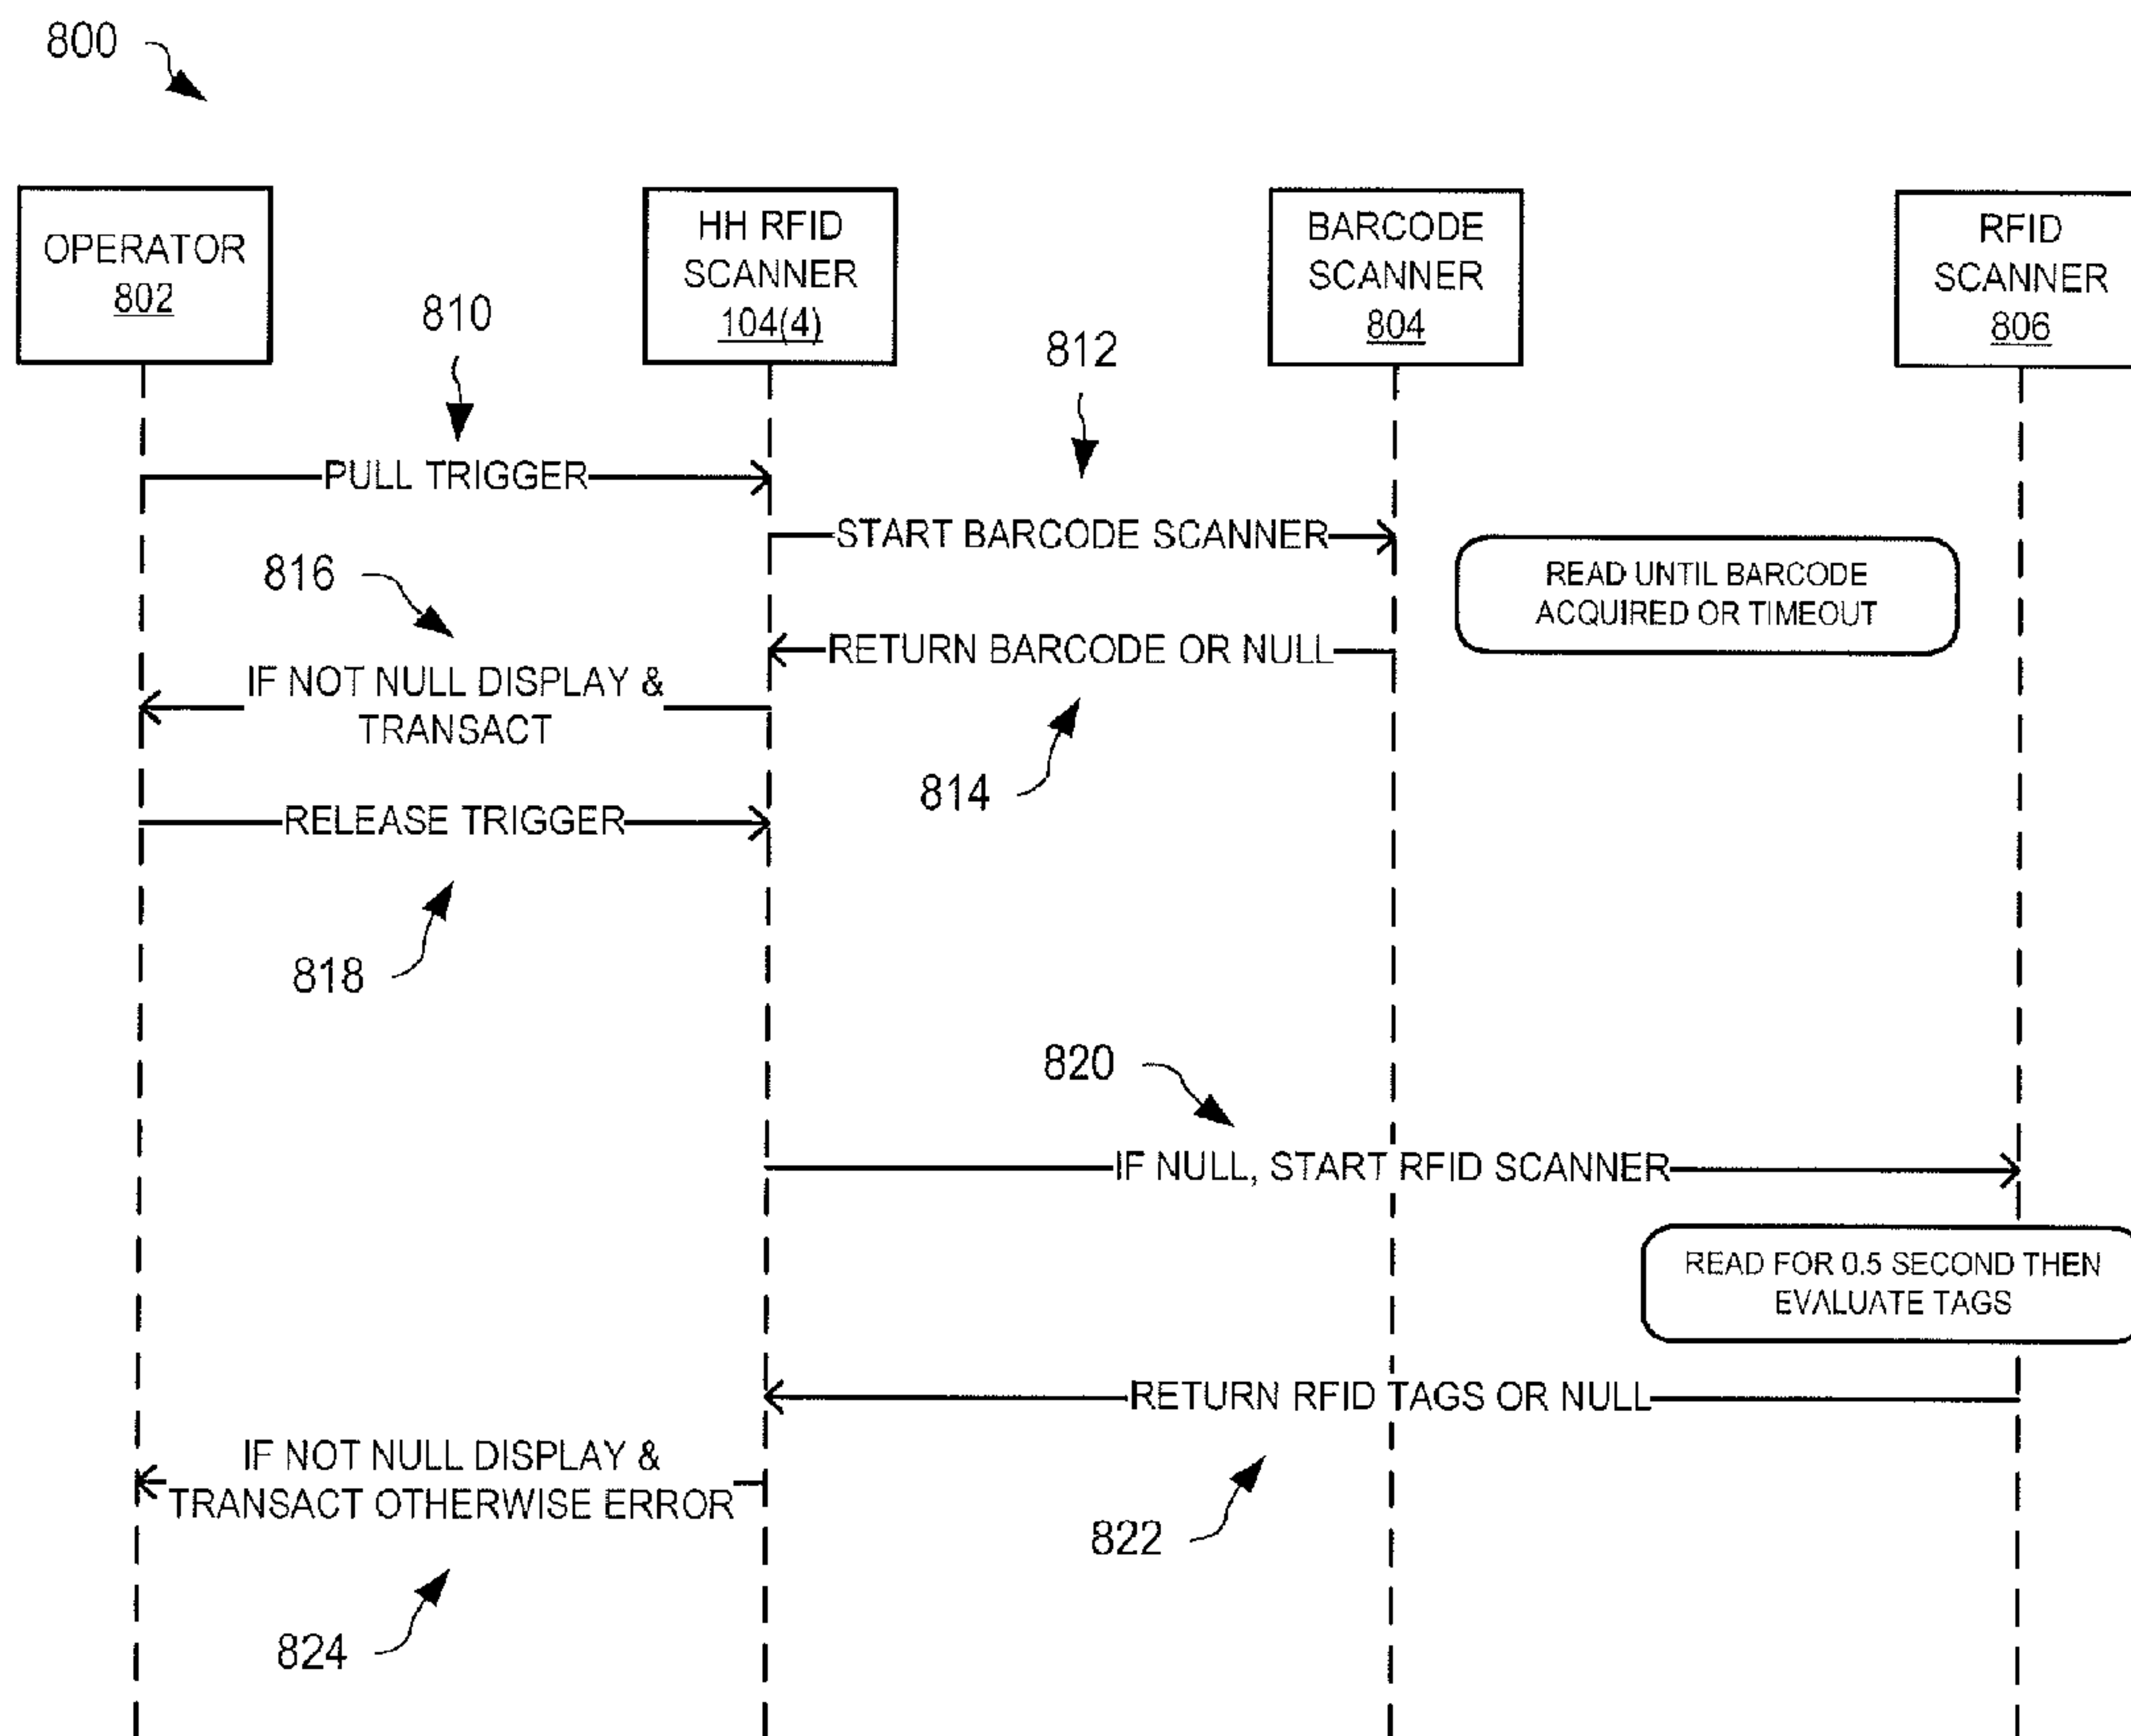 800
OPERATOR
802
HH RFID
SCANNER
104(4)
BARCODE
SCANNER
804
RFID
SCANNER
806
810
812
PULL TRIGGER
START BARCODE SCANNER
816
READ UNTIL BARCODE
ACQUIRED OR TIMEOUT
RETURN BARCODE OR NULL
IF NOT NULL DISPLAY &
TRANSACT
814
RELEASE TRIGGER
818
820
IF NULL, START RFID SCANNER
READ FOR 0.5 SECOND THEN
EVALUATE TAGS
RETURN RFID TAGS OR NULL
IF NOT NULL DISPLAY &
TRANSACT OTHERWISE ERROR
822
824